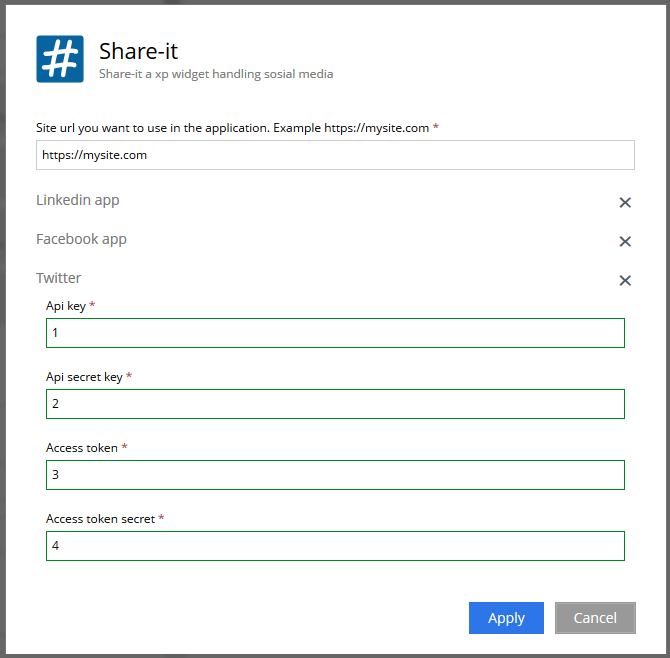 #
Share-it
Share-it a xp widget handling sosial media
Site url you want to use in the application. Example https://mysite.com *
https://mysite.com
Linkedin app
Facebook app
Twitter
Api key *
1
Api secret key *
2
Access token *
3
Access token secret *
4
Apply Cancel